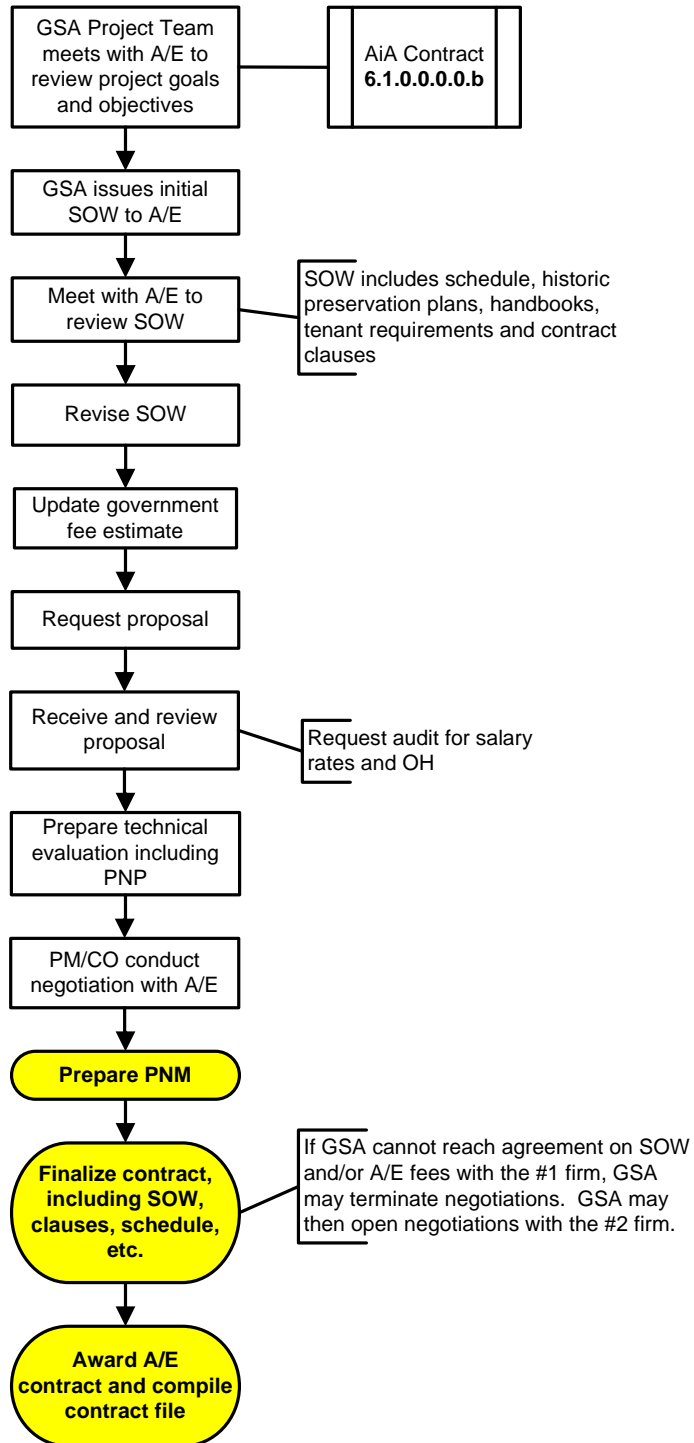 GSA Project Team
meets with A/E to
review project goals
and objectives
AiA Contract
6.1.0.0.0.0.b
GSA issues initial
SOW to A/E
Meet with A/E to
review SOW
SOW includes schedule, historic
preservation plans, handbooks,
tenant requirements and contract
clauses
Revise SOW
Update government
fee estimate
Request proposal
Receive and review
proposal
Request audit for salary
rates and OH
Prepare technical
evaluation including
PNP
PM/CO conduct
negotiation with A/E
Prepare PNM
Finalize contract,
including SOW,
clauses, schedule,
etc.
If GSA cannot reach agreement on SOW
and/or A/E fees with the #1 firm, GSA
may terminate negotiations.  GSA may
then open negotiations with the #2 firm.
Award A/E
contract and compile
contract file